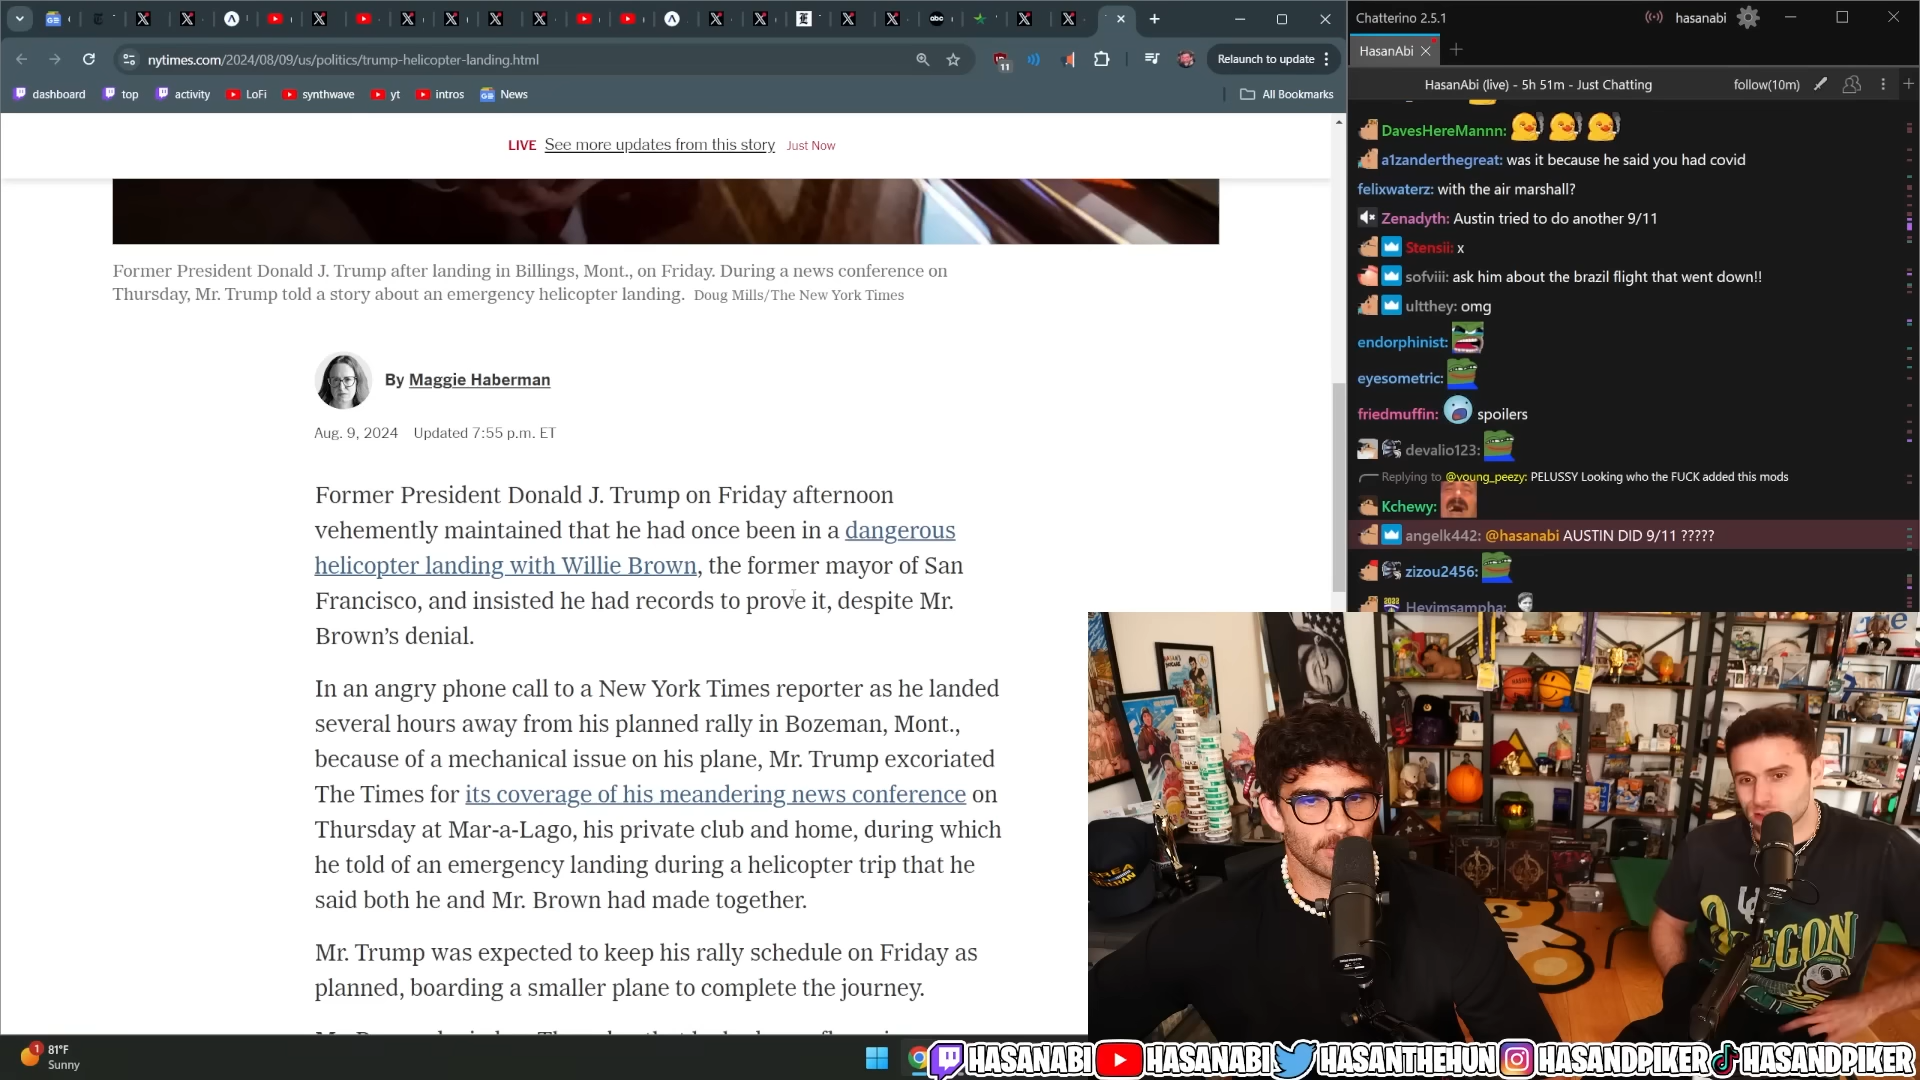 nytimes.com/2024/08/09/us/politics/trump-helicopter-landing.html
11
Relaunch to update
dashboard
top
activity
LoFi
synthwave
yt
intros
News
All Bookmarks
LIVE See more updates from this story Just Now
Former President Donald J. Trump after landing in Billings, Mont., on Friday. During a news conference on
Thursday, Mr. Trump told a story about an emergency helicopter landing. Doug Mills/The New York Times
By Maggie Haberman
Aug. 9, 2024 Updated 7:55 p.m. ET
Former President Donald J. Trump on Friday afternoon
vehemently maintained that he had once been in a dangerous
helicopter landing with Willie Brown, the former mayor of San
Francisco, and insisted he had records to prove it, despite Mr.
Brown's denial.
In an angry phone call to a New York Times reporter as he landed
several hours away from his planned rally in Bozeman, Mont.,
because of a mechanical issue on his plane, Mr. Trump excoriated
The Times for its coverage of his meandering news conference on
Thursday at Mar-a-Lago, his private club and home, during which
he told of an emergency landing during a helicopter trip that he
said both he and Mr. Brown had made together.
Mr. Trump was expected to keep his rally schedule on Friday as
planned, boarding a smaller plane to complete the journey.
Chatterino 2.5.1
hasanabi
HasanAbi
HasanAbi (live) - 5h 51m - Just Chatting
follow(10m)
DavesHereMannn:
a1zanderthegreat: was it because he said you had covid
felixwaterz: with the air marshall?
Zenadyth: Austin tried to do another 9/11
Stensii: x
sofviii: ask him about the brazil flight that went down!!
ultthey: omg
endorphinist:
eyesometric:
friedmuffin: spoilers
devalio123:
Replying to @young_peezy: PELUSSY Looking who the FUCK added this mods
Kchewy:
angelk442: @hasanabi AUSTIN DID 9/11 ?????
zizou2456:
Hevimsampha:
OREGON
1
81°F
Sunny
HASANABI
HASANABI
HASANTHEHUN
HASANDPIKER
HASANDPIKER